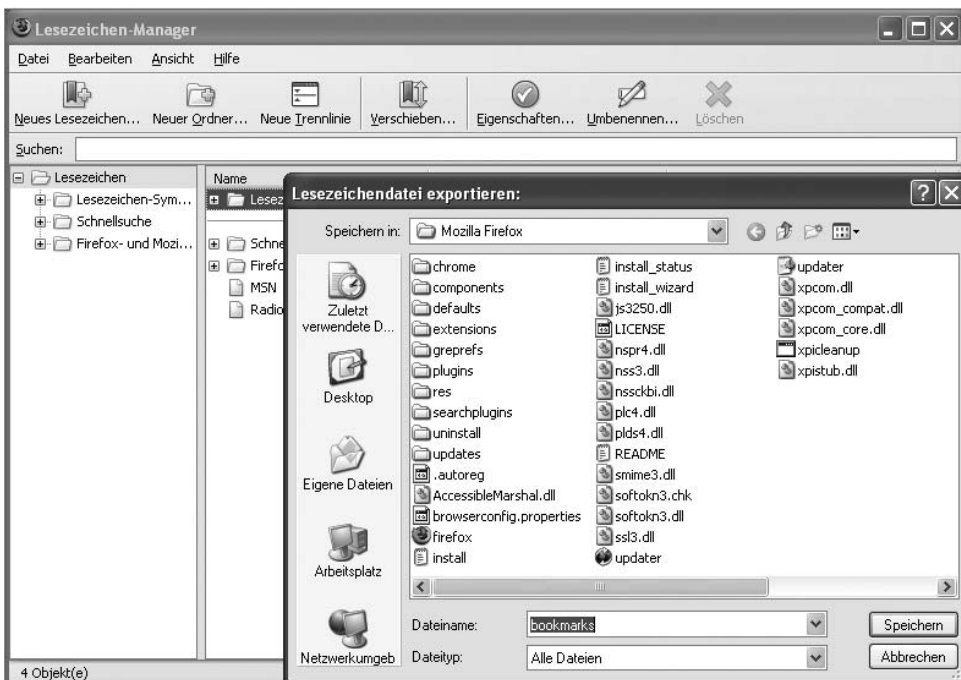 Lesezeichen-Manager
Datei Bearbeiten Ansicht Hilfe
Neues Lesezeichen... Neuer Ordner... Neue Trennlinie Verschieben... Eigenschaften... Umbenennen... Löschen
Suchen:
Lesezeichen
Lesezeichen-Sym...
Schnellsuche
Firefox- und Mozi...
Name
Lesez
Schne
Firefo
MSN
Radio
4 Objekt(e)
Lesezeichendatei exportieren:
Speichern in: Mozilla Firefox
Zuletzt
verwendete D...
Desktop
Eigene Dateien
Arbeitsplatz
Netzwerkumgeb
chrome
components
defaults
extensions
greprefs
plugins
res
searchplugins
uninstall
updates
.autoreg
AccessibleMarshal.dll
browserconfig.properties
firefox
install
install_status
install_wizard
js3250.dll
LICENSE
nspr4.dll
nss3.dll
nssckbi.dll
plc4.dll
plds4.dll
README
smime3.dll
softokn3.chk
softokn3.dll
ssl3.dll
updater
updater
xpcom.dll
xpcom_compat.dll
xpcom_core.dll
xpicleanup
xpistub.dll
Dateiname: bookmarks Speichern
Dateityp: Alle Dateien Abbrechen